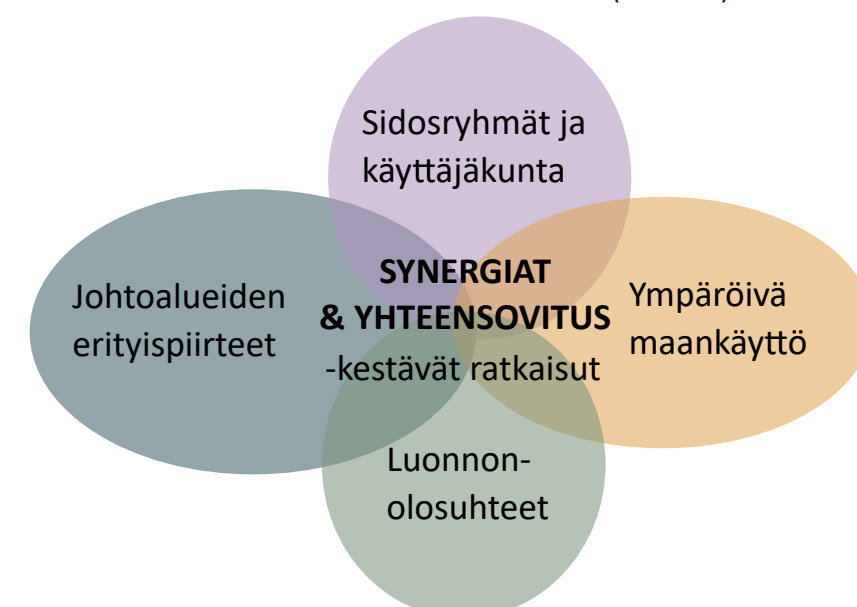 Sidosryhmät ja
käyttäjäkunta
Johtoalueiden
erityispiirteet
SYNERGIAT
& YHTEENSOVITUS
-kestävät ratkaisut
Ympäröivä
maankäyttö
Luonnon-
olosuhteet